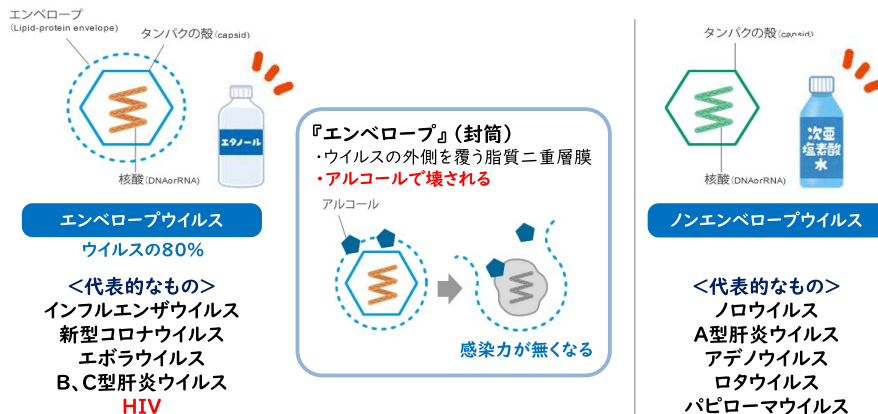 エンベロープ
(Lipid-protein envelope)
タンパクの殻(capsid)
エタノール
核酸(DNAorRNA)
エンベロープウイルス
ウイルスの80%
<代表的なもの>
インフルエンザウイルス
新型コロナウイルス
エボラウイルス
B、C型肝炎ウイルス
HIV
『エンベロープ』(封筒)
・ウイルスの外側を覆う脂質二重層膜
・アルコールで壊される
アルコール
感染力が無くなる
タンパクの殻(capsid)
次亜
塩素酸
水
核酸(DNAorRNA)
ノンエンベロープウイルス
<代表的なもの>
ノロウイルス
A型肝炎ウイルス
アデノウイルス
ロタウイルス
パピローマウイルス